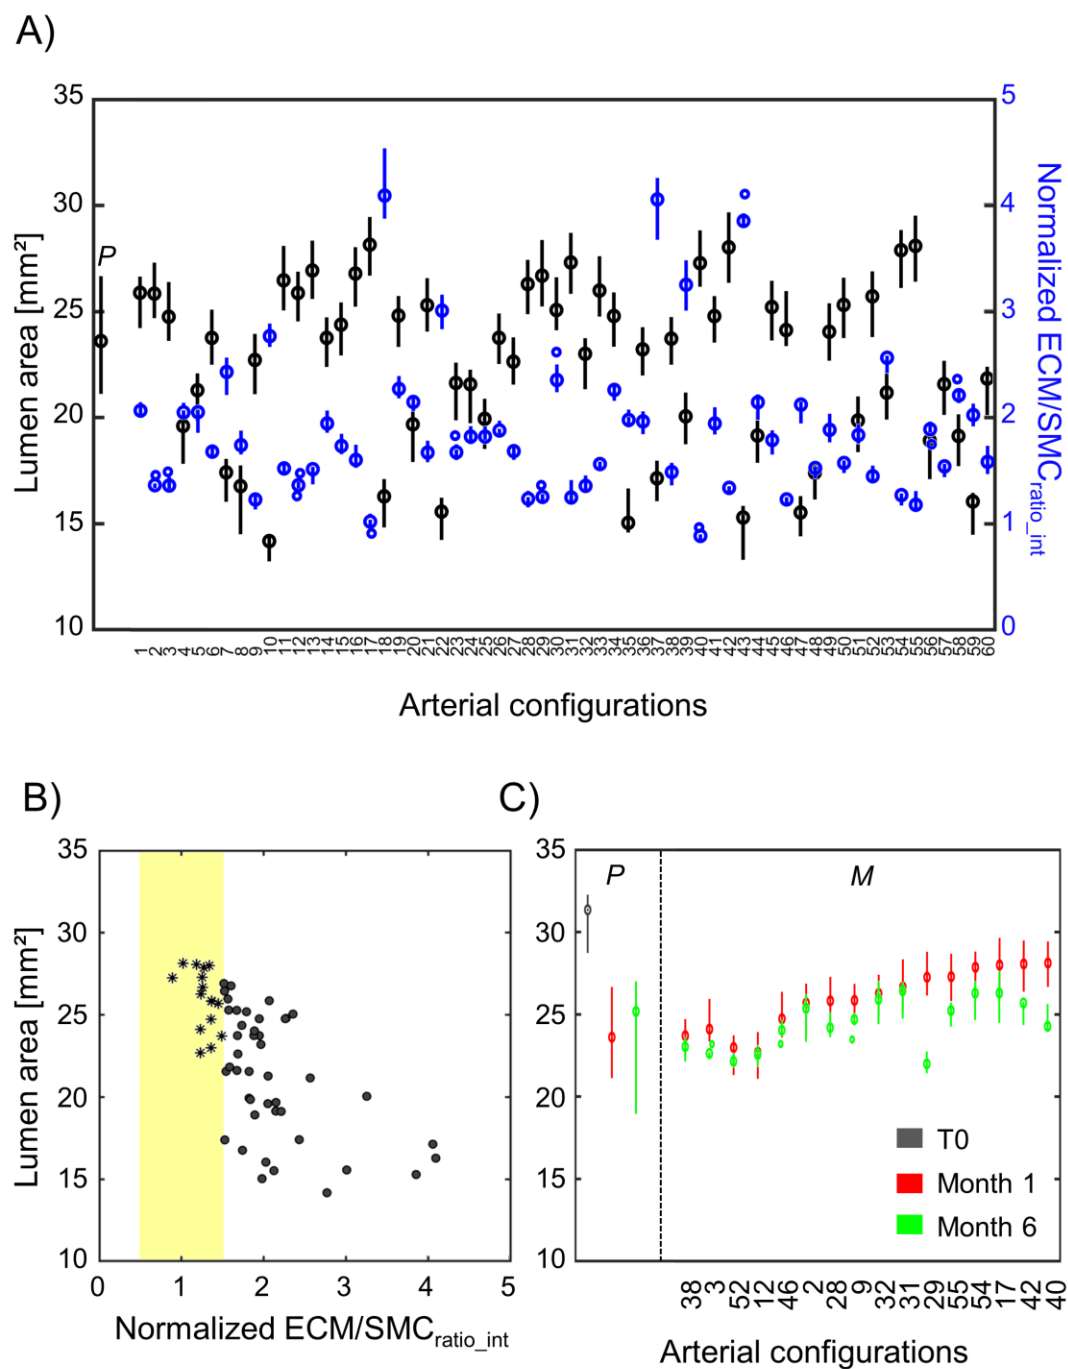 A)
35
30
25
20
15
10
Lumen area [mm²]
P
5
4
3
2
1
0
Normalized ECM/SMCratio_int
1 2 3 4 5 6 7 8 9 10 11 12 13 14 15 16 17 18 19 20 21 22 23 24 25 26 27 28 29 30 31 32 33 34 35 36 37 38 39 40 41 42 43 44 45 46 47 48 49 50 51 52 53 54 55 56 57 58 59 60
Arterial configurations
B)
35
30
25
20
15
10
Lumen area [mm²]
0 1 2 3 4 5
Normalized ECM/SMCratio_int
C)
35
30
25
20
15
10
P M
T0
Month 1
Month 6
38 3 52 12 46 2 28 9 32 31 29 55 54 17 42 40
Arterial configurations